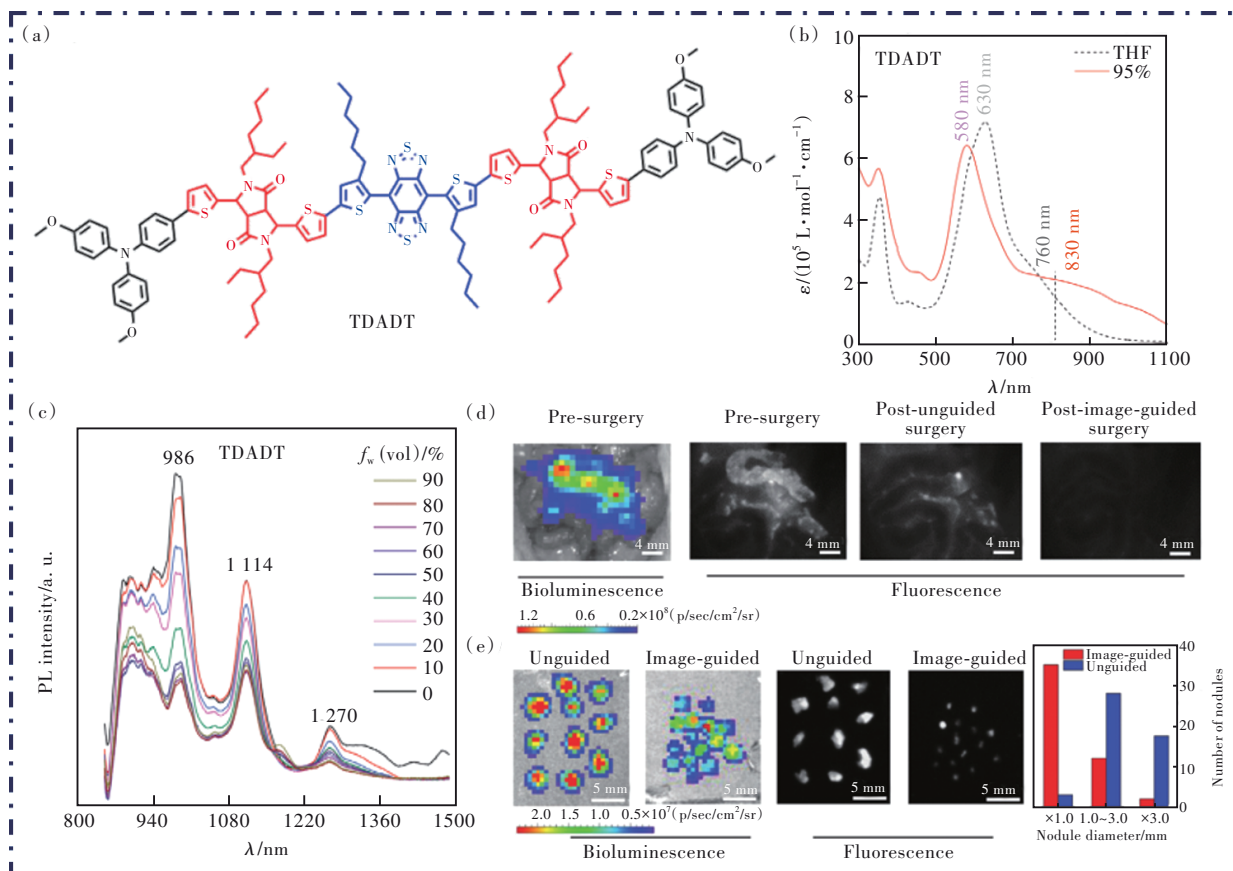 (a)
O
O
N
N
S
N
S
N
O
O
S
N
S
N
N
N
S
N
S
S
N
O
O
N
S
N
O
O
TDADT
(b)
TDADT
THF
95%
580 nm
630 nm
760 nm
830 nm
10
8
6
4
2
0
300
500
700
900
1100
ε/(10⁵ L·mol⁻¹·cm⁻¹)
λ/nm
(c)
986
TDADT
1 114
1 270
f_w (vol)/%
90
80
70
60
50
40
30
20
10
0
PL intensity/a. u.
800
940
1080
1220
1360
1500
λ/nm
(d)
Pre-surgery
Pre-surgery
Post-unguided
surgery
Post-image-guided
surgery
4 mm
4 mm
4 mm
4 mm
Bioluminescence
Fluorescence
1.2 0.6 0.2×10⁸(p/sec/cm²/sr)
(e)
Unguided
Image-guided
Unguided
Image-guided
5 mm
5 mm
5 mm
5 mm
2.0 1.5 1.0 0.5×10⁷(p/sec/cm²/sr)
Bioluminescence
Fluorescence
Image-guided
Unguided
40
30
20
10
0
Number of nodules
×1.0 1.0~3.0 ×3.0
Nodule diameter/mm